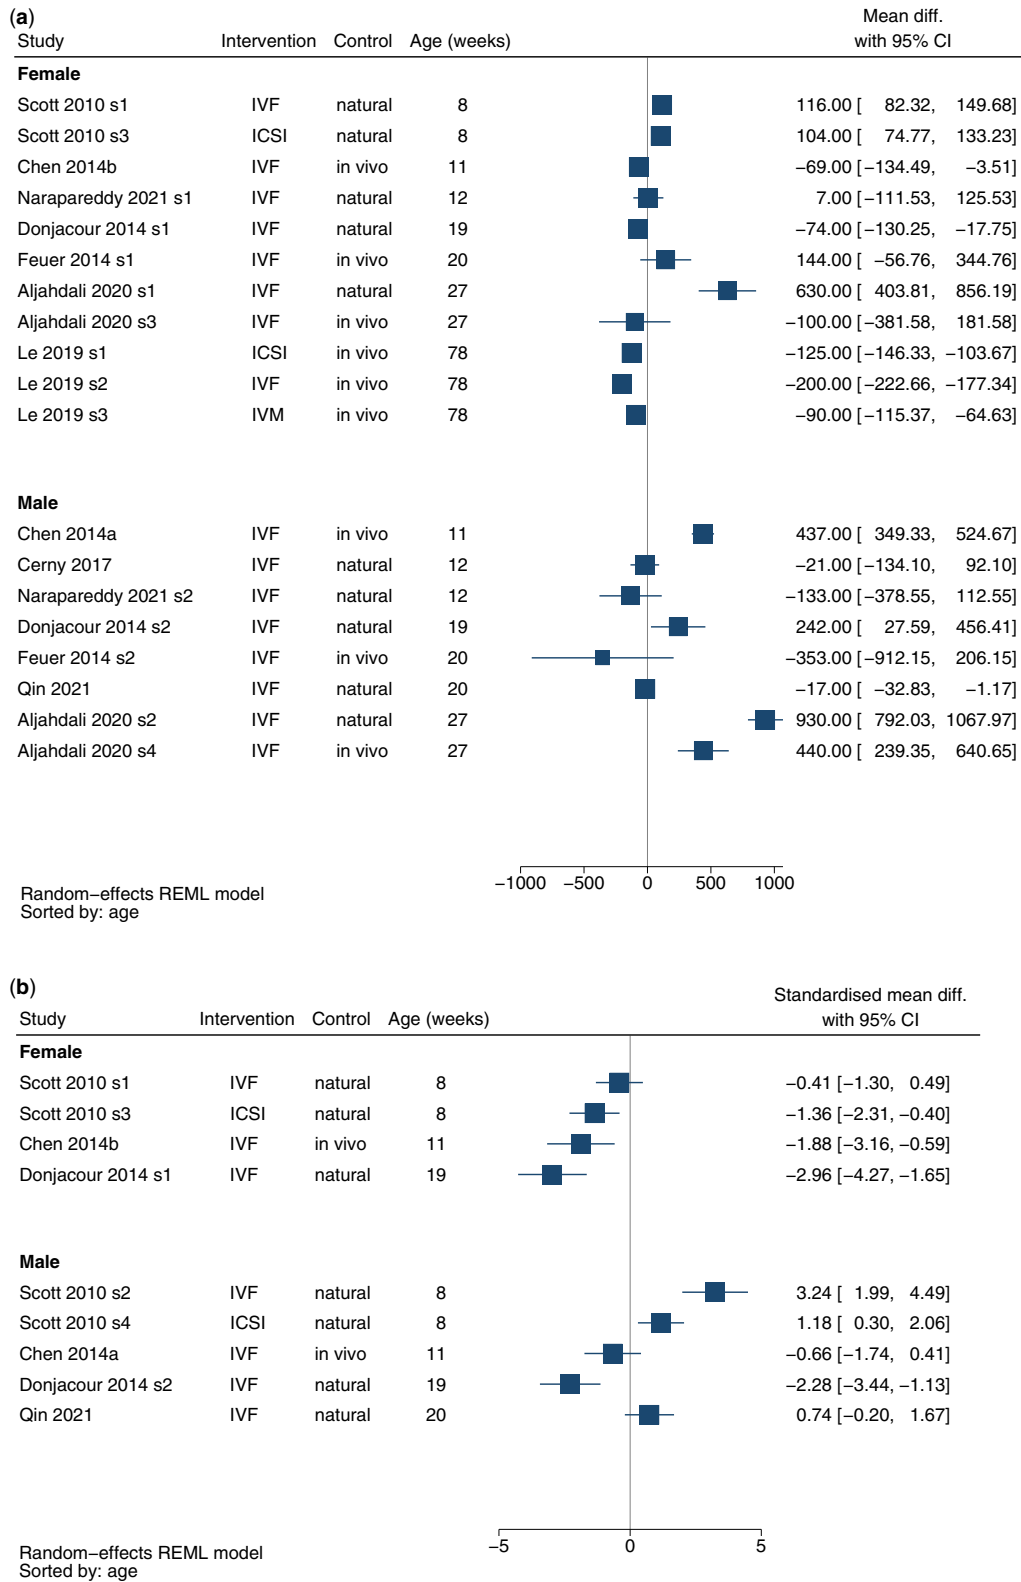 (a)
Mean diff.
Study Intervention Control Age (weeks) with 95% CI
Female
Scott 2010 s1 IVF natural 8 116.00 [ 82.32, 149.68]
Scott 2010 s3 ICSI natural 8 104.00 [ 74.77, 133.23]
Chen 2014b IVF in vivo 11 −69.00 [−134.49, −3.51]
Narapareddy 2021 s1 IVF natural 12 7.00 [−111.53, 125.53]
Donjacour 2014 s1 IVF natural 19 −74.00 [−130.25, −17.75]
Feuer 2014 s1 IVF in vivo 20 144.00 [ −56.76, 344.76]
Aljahdali 2020 s1 IVF natural 27 630.00 [ 403.81, 856.19]
Aljahdali 2020 s3 IVF in vivo 27 −100.00 [−381.58, 181.58]
Le 2019 s1 ICSI in vivo 78 −125.00 [−146.33, −103.67]
Le 2019 s2 IVF in vivo 78 −200.00 [−222.66, −177.34]
Le 2019 s3 IVM in vivo 78 −90.00 [−115.37, −64.63]
Male
Chen 2014a IVF in vivo 11 437.00 [ 349.33, 524.67]
Cerny 2017 IVF natural 12 −21.00 [−134.10, 92.10]
Narapareddy 2021 s2 IVF natural 12 −133.00 [−378.55, 112.55]
Donjacour 2014 s2 IVF natural 19 242.00 [ 27.59, 456.41]
Feuer 2014 s2 IVF in vivo 20 −353.00 [−912.15, 206.15]
Qin 2021 IVF natural 20 −17.00 [ −32.83, −1.17]
Aljahdali 2020 s2 IVF natural 27 930.00 [ 792.03, 1067.97]
Aljahdali 2020 s4 IVF in vivo 27 440.00 [ 239.35, 640.65]
−1000 −500 0 500 1000
Random−effects REML model
Sorted by: age
(b)
Standardised mean diff.
Study Intervention Control Age (weeks) with 95% CI
Female
Scott 2010 s1 IVF natural 8 −0.41 [−1.30, 0.49]
Scott 2010 s3 ICSI natural 8 −1.36 [−2.31, −0.40]
Chen 2014b IVF in vivo 11 −1.88 [−3.16, −0.59]
Donjacour 2014 s1 IVF natural 19 −2.96 [−4.27, −1.65]
Male
Scott 2010 s2 IVF natural 8 3.24 [ 1.99, 4.49]
Scott 2010 s4 ICSI natural 8 1.18 [ 0.30, 2.06]
Chen 2014a IVF in vivo 11 −0.66 [−1.74, 0.41]
Donjacour 2014 s2 IVF natural 19 −2.28 [−3.44, −1.13]
Qin 2021 IVF natural 20 0.74 [−0.20, 1.67]
−5 0 5
Random−effects REML model
Sorted by: age